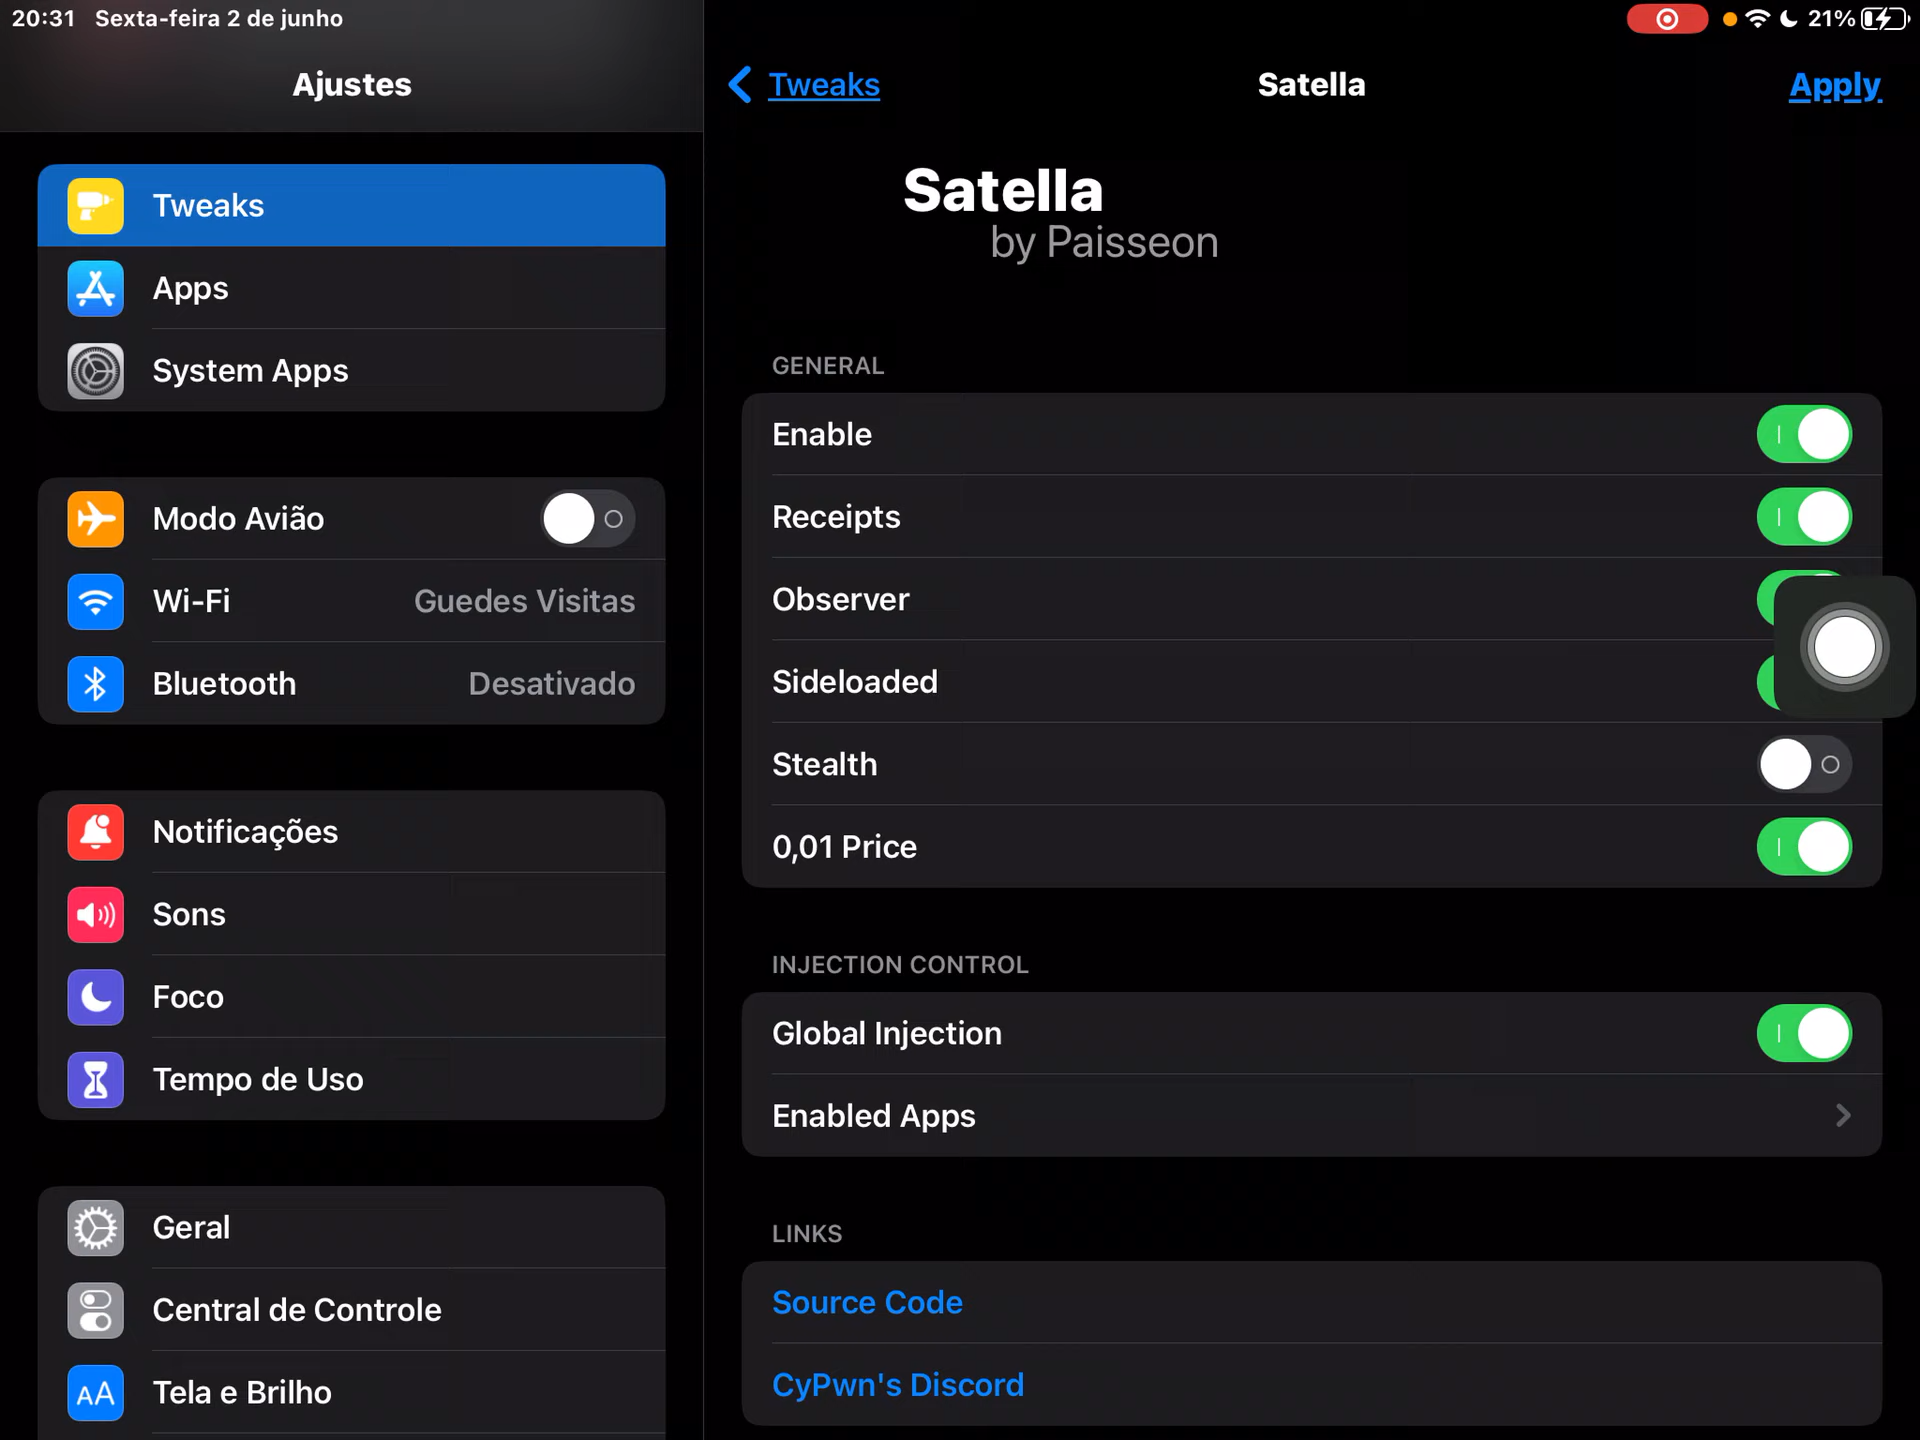 20:31 Sexta-feira 2 de junho
21%
Ajustes
Tweaks
Apps
System Apps
Modo Avião
Wi-Fi Guedes Visitas
Bluetooth Desativado
Notificações
Sons
Foco
Tempo de Uso
Geral
Central de Controle
AA Tela e Brilho
Tweaks
Satella
Apply
Satella
by Paisseon
GENERAL
Enable
Receipts
Observer
Sideloaded
Stealth
0,01 Price
INJECTION CONTROL
Global Injection
Enabled Apps
LINKS
Source Code
CyPwn's Discord